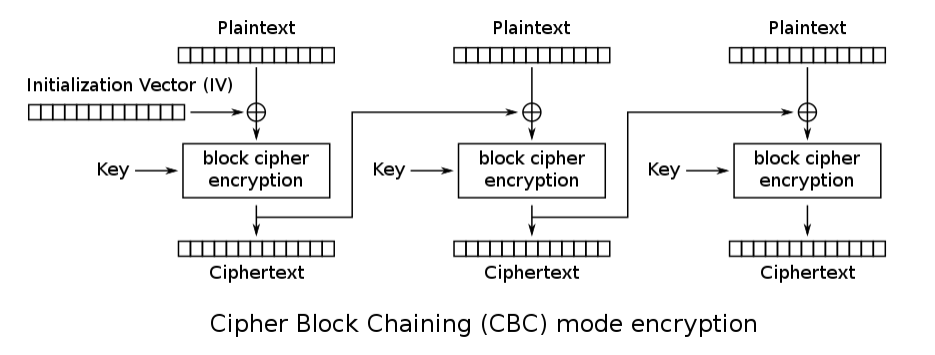 Plaintext
Plaintext
Plaintext
Initialization Vector (IV)
Key
block cipher
encryption
Key
block cipher
encryption
Key
block cipher
encryption
Ciphertext
Ciphertext
Ciphertext
Cipher Block Chaining (CBC) mode encryption